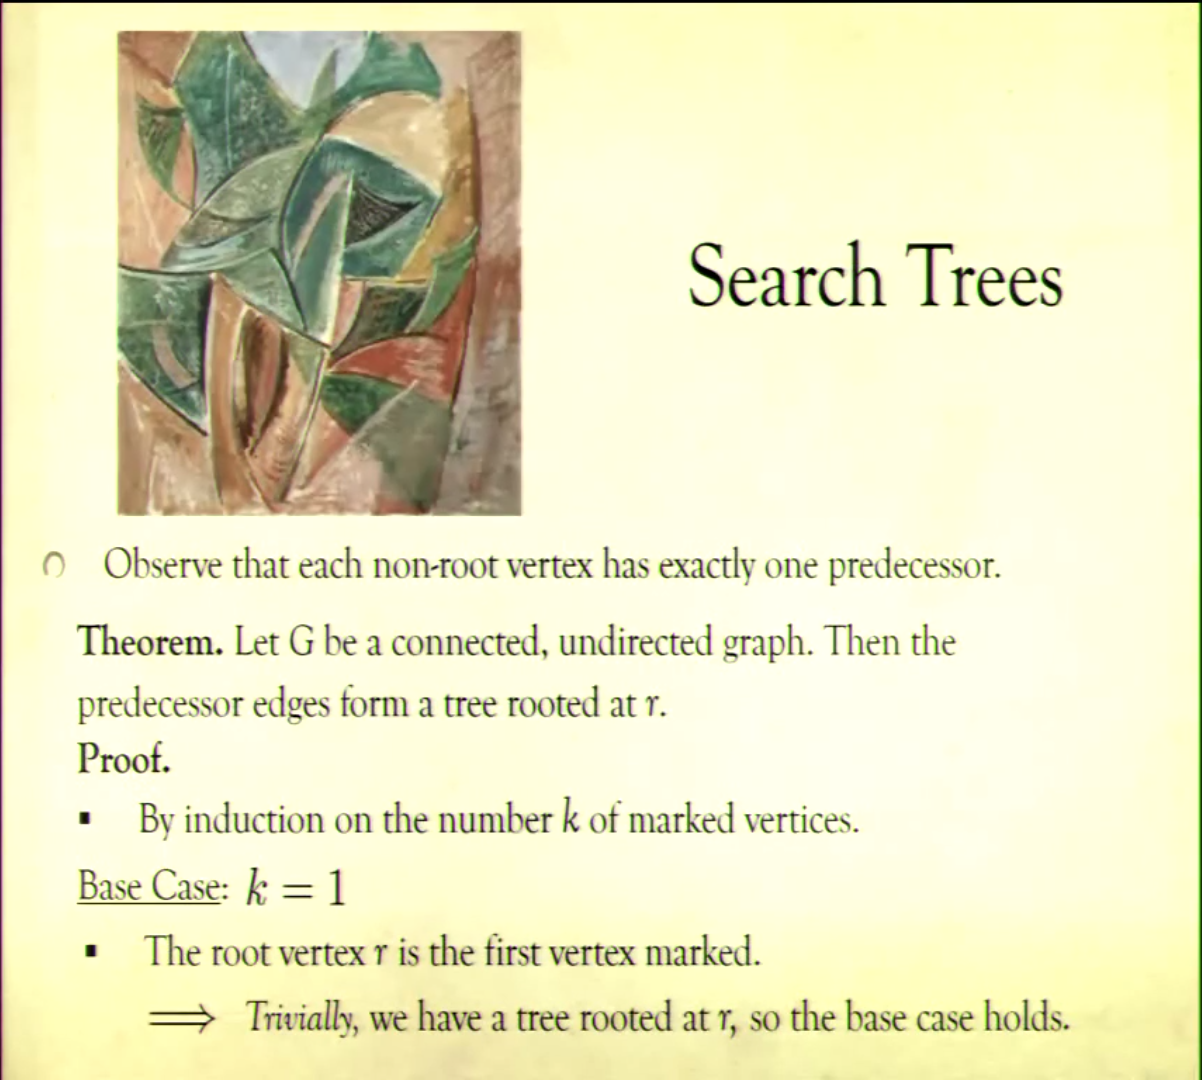 Search Trees
Observe that each non-root vertex has exactly one predecessor.
Theorem. Let G be a connected, undirected graph. Then the
predecessor edges form a tree rooted at r.
Proof.
▪ By induction on the number k of marked vertices.
Base Case: k = 1
▪ The root vertex r is the first vertex marked.
⟹ Trivially, we have a tree rooted at r, so the base case holds.